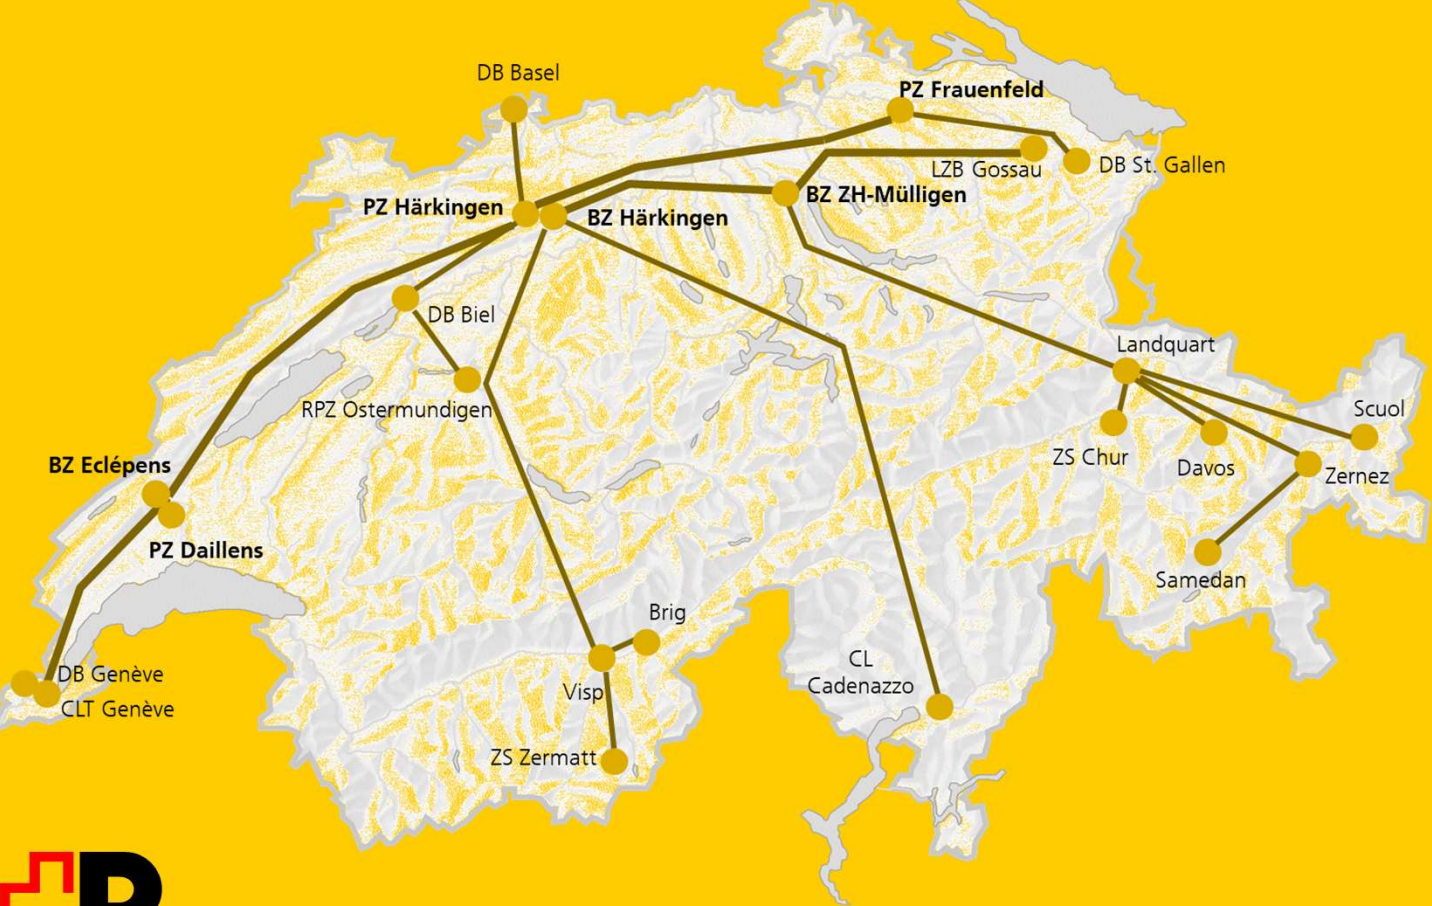 DB Basel
PZ Frauenfeld
LZB Gossau
DB St. Gallen
BZ ZH-Mülligen
PZ Härkingen
BZ Härkingen
DB Biel
Landquart
RPZ Ostermundigen
Scuol
ZS Chur
Davos
Zernez
BZ Eclépens
PZ Daillens
Samedan
Brig
DB Genève
CLT Genève
Visp
CL
Cadenazzo
ZS Zermatt